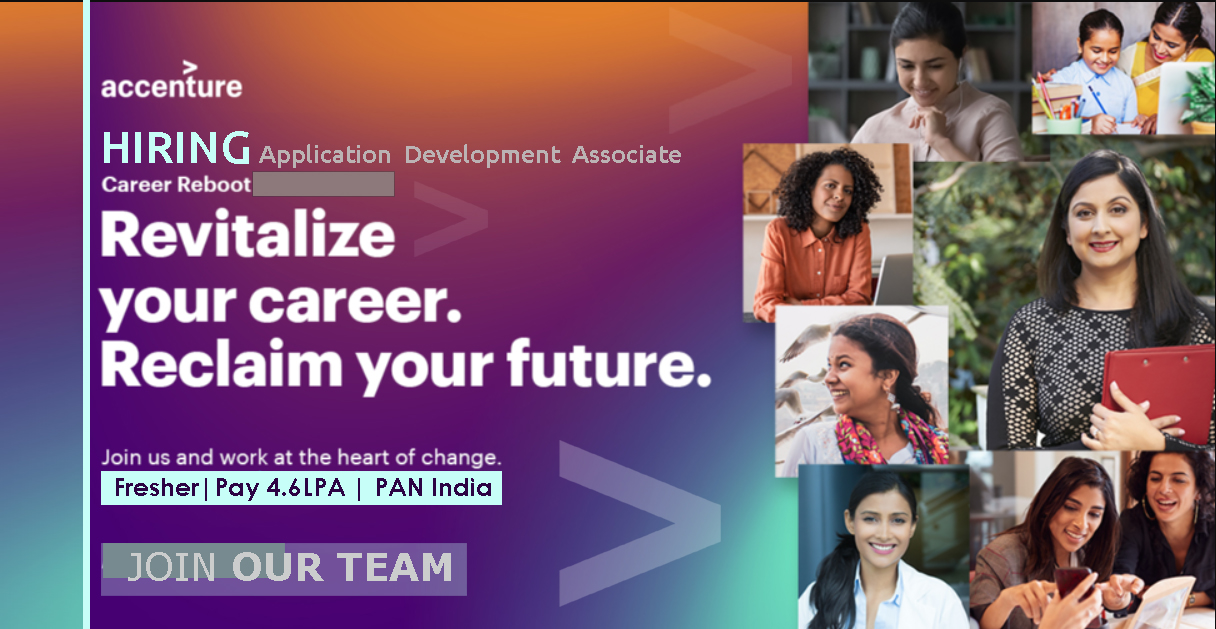 accenture
HIRING Application Development Associate
Career Reboot
Revitalize
your career.
Reclaim your future.
Join us and work at the heart of change.
Fresher| Pay 4.6LPA | PAN India
JOIN OUR TEAM